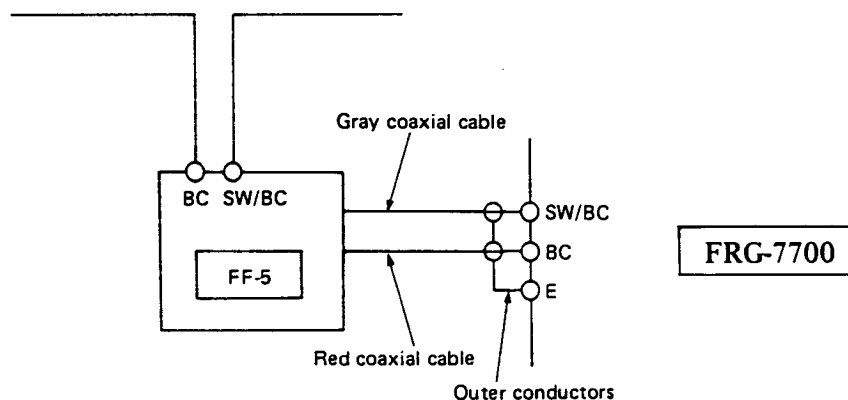 Gray coaxial cable
BC SW/BC
SW/BC
BC
FRG-7700
FF-5
E
Red coaxial cable
Outer conductors